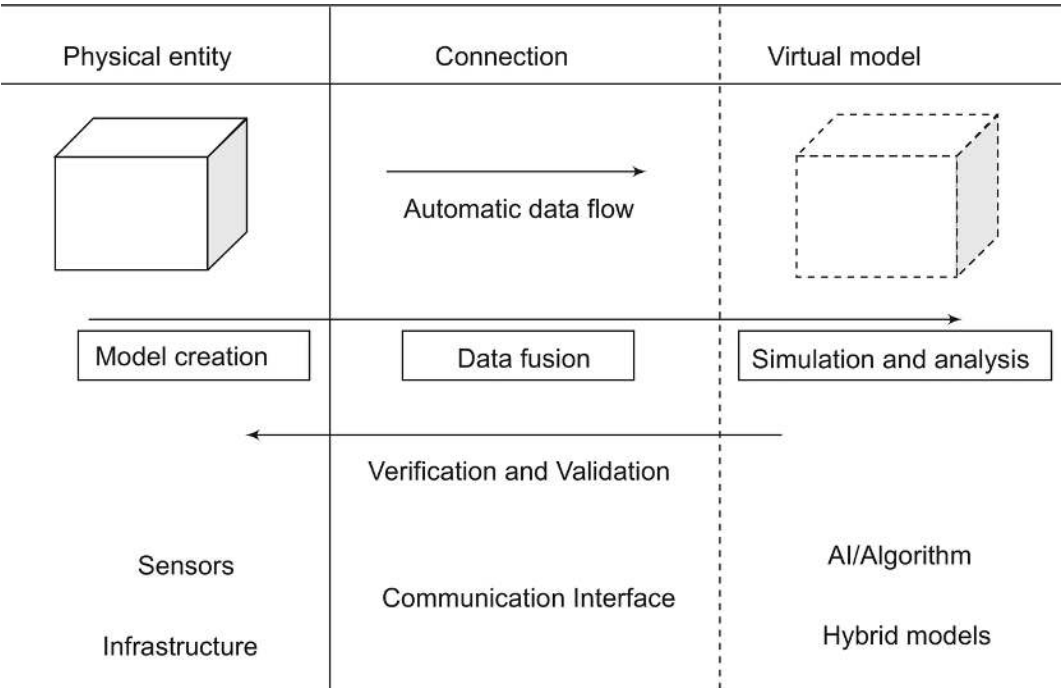 Physical entity
Connection
Virtual model
Automatic data flow
Model creation
Data fusion
Simulation and analysis
Verification and Validation
Sensors
AI/Algorithm
Communication Interface
Infrastructure
Hybrid models